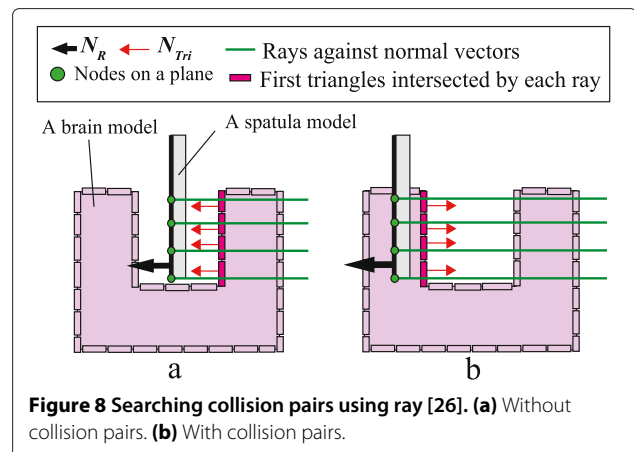 N_R N_Tri Rays against normal vectors
Nodes on a plane First triangles intersected by each ray
A brain model
A spatula model
a b
Figure 8 Searching collision pairs using ray [26]. (a) Without
collision pairs. (b) With collision pairs.